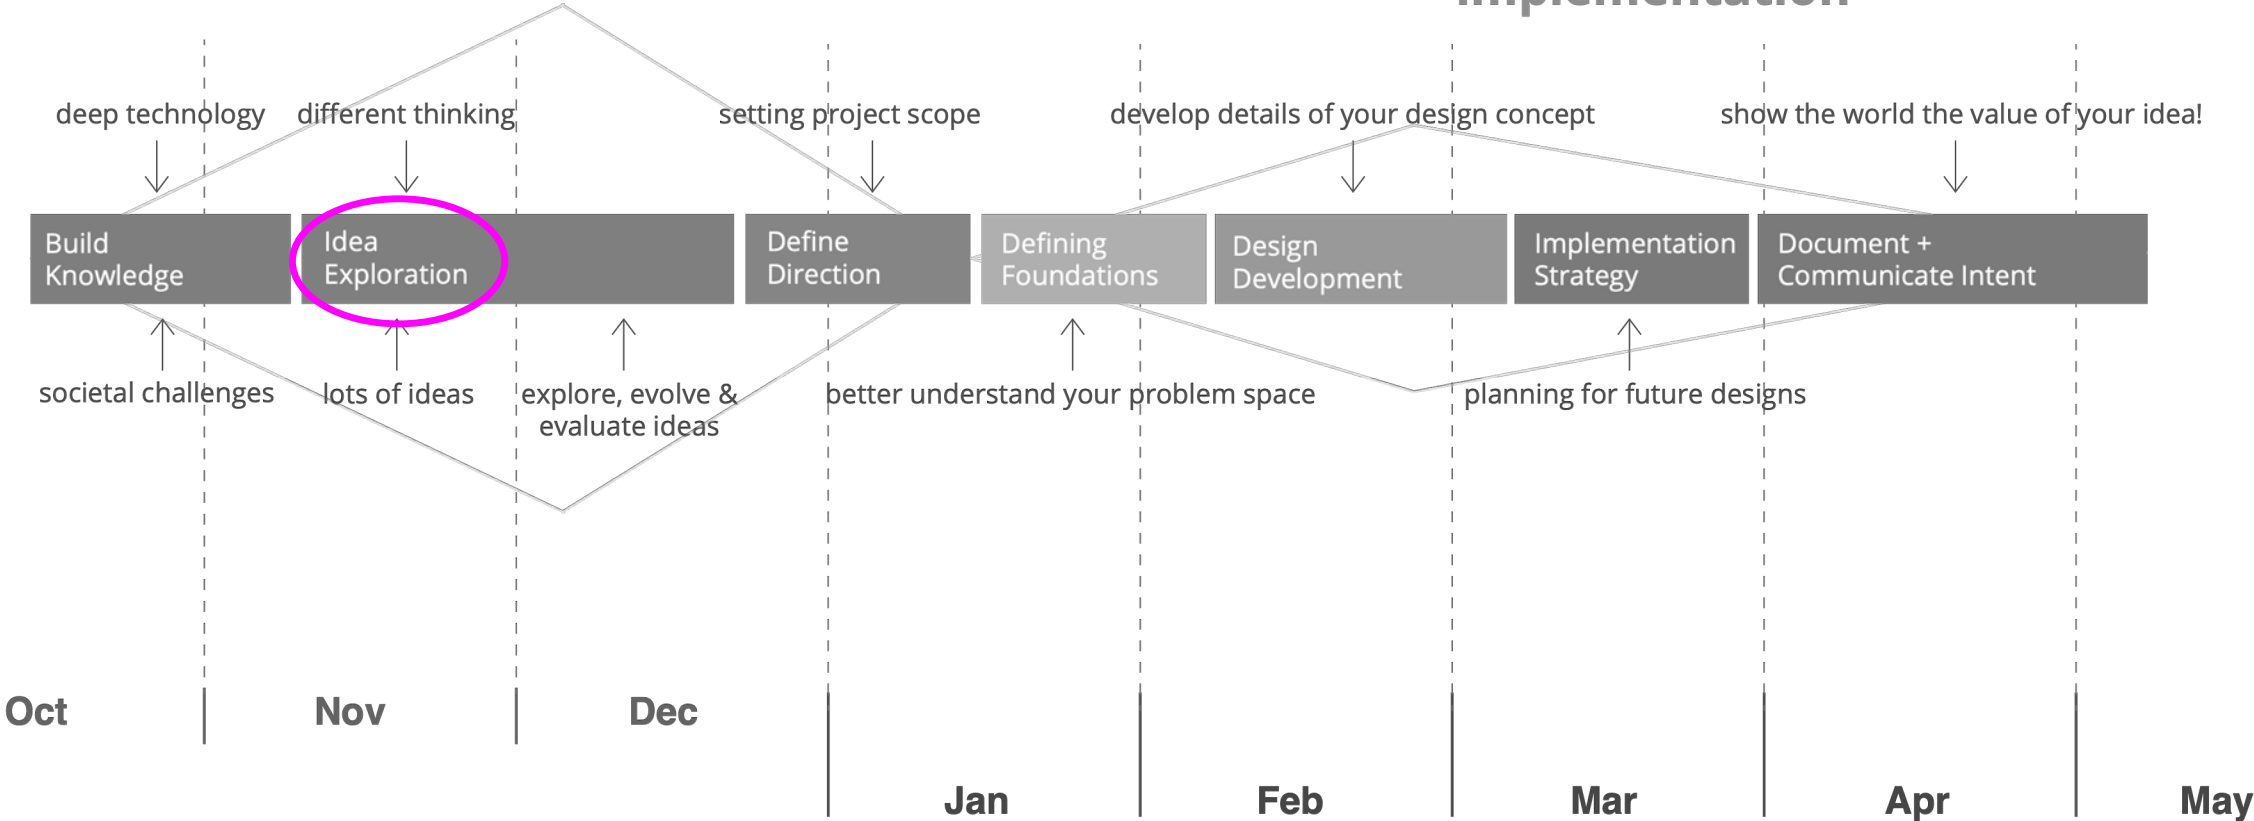 Implementation
deep technology
different thinking
setting project scope
develop details of your design concept
show the world the value of your idea!
Build
Knowledge
Idea
Exploration
Define
Direction
Defining
Foundations
Design
Development
Implementation
Strategy
Document +
Communicate Intent
societal challenges
lots of ideas
explore, evolve &
evaluate ideas
better understand your problem space
planning for future designs
Oct
Nov
Dec
Jan
Feb
Mar
Apr
May